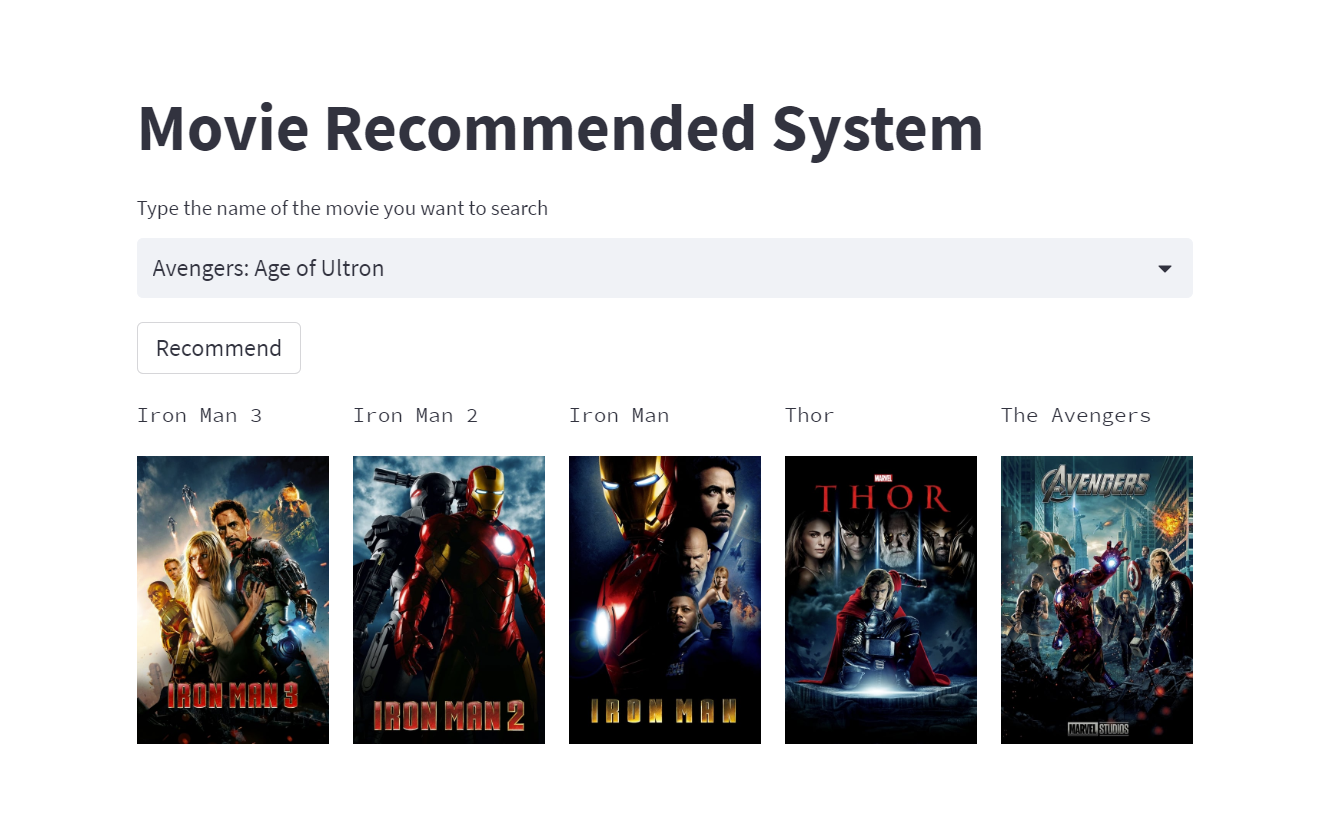 Movie Recommended System
Type the name of the movie you want to search
Avengers: Age of Ultron
Recommend
Iron Man 3
Iron Man 2
Iron Man
Thor
The Avengers
IRON MAN 3
IRON MAN 2
IRON MAN
MARVEL
THOR
AVENGERS
MARVEL STUDIOS